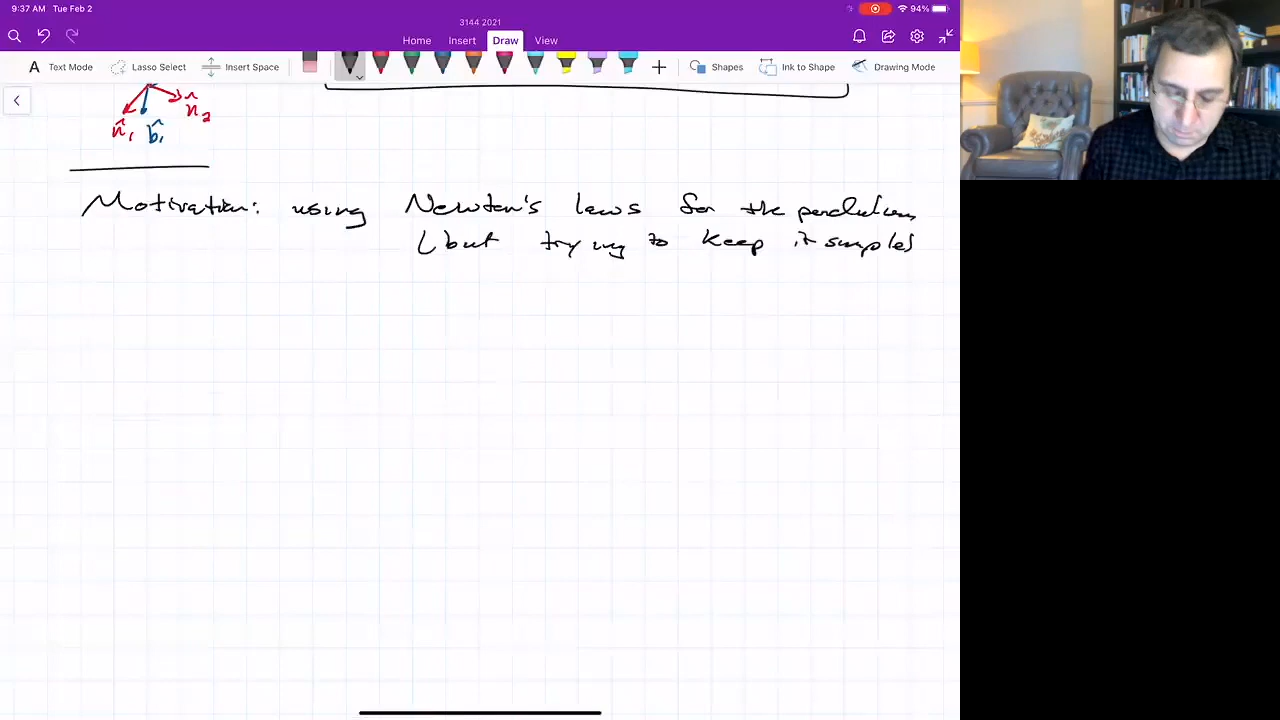 9:37 AM Tue Feb 2
94%
3144 2021
Home Insert Draw View
Text Mode Lasso Select Insert Space Shapes Ink to Shape Drawing Mode
n̂₁ b̂₁ n̂₂
Motivation: using Newton's laws for the pendulum
(but trying to keep it simple)